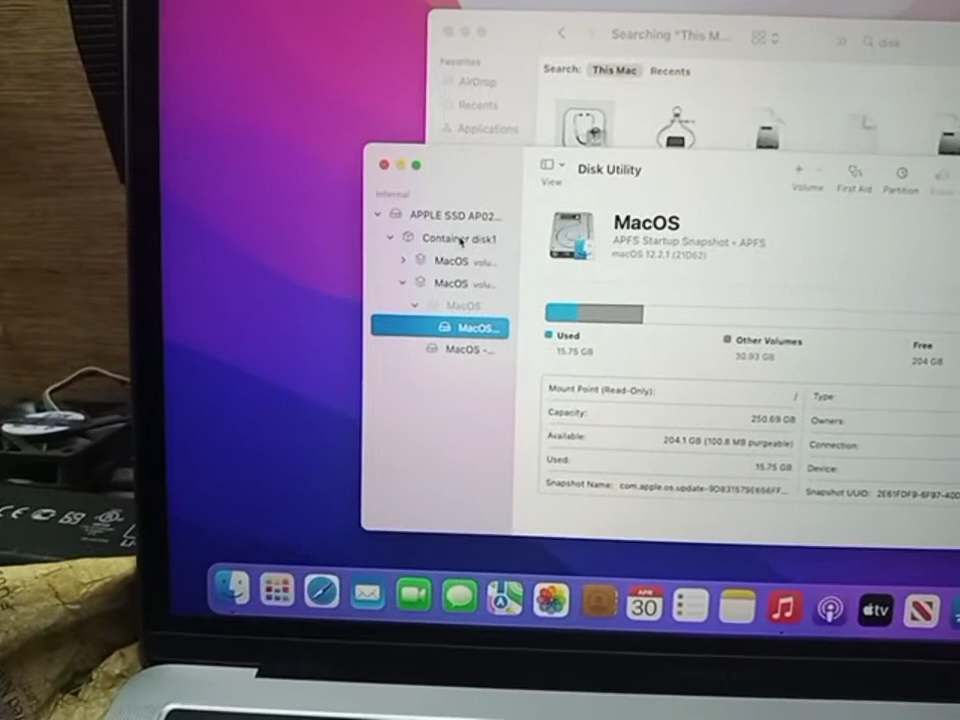 Searching "This M...
disk
Favorites
Search: This Mac Recents
AirDrop
Recents
Applications
Internal
APPLE SSD AP02...
Container disk1
MacOS volu...
MacOS volu...
MacOS
MacOS...
MacOS -...
View
Disk Utility
Volume First Aid Partition
MacOS
APFS Startup Snapshot • APFS
macOS 12.2.1 (21D62)
Used
15.75 GB
Other Volumes
30.93 GB
Free
204 GB
Mount Point (Read-Only): /
Capacity: 250.69 GB
Available: 204.1 GB (100.8 MB purgeable)
Used: 15.75 GB
Snapshot Name: com.apple.os.update-9D831579E656FF...
Type:
Owners:
Connection:
Device:
Snapshot UUID: 2E61FDF9-6F97-400
APR
30
tv
CE